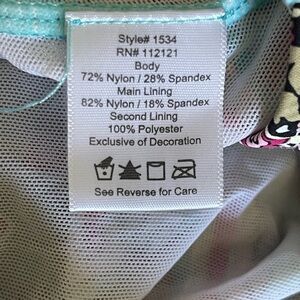 Style# 1534
RN# 112121
Body
72% Nylon / 28% Spandex
Main Lining
82% Nylon / 18% Spandex
Second Lining
100% Polyester
Exclusive of Decoration
See Reverse for Care